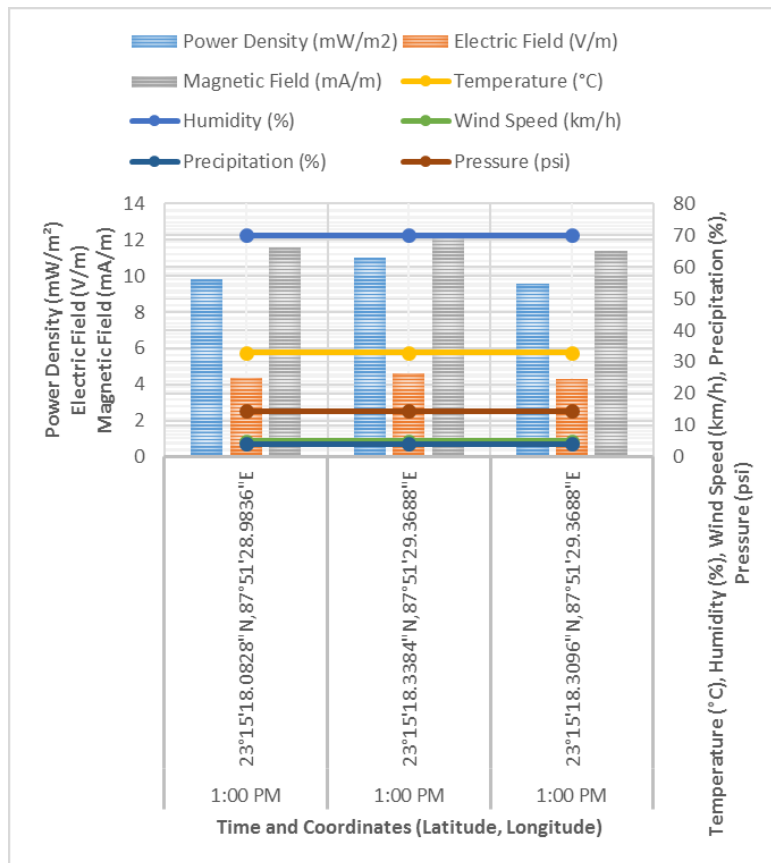 Power Density (mW/m2) Electric Field (V/m)
Magnetic Field (mA/m) Temperature (°C)
Humidity (%) Wind Speed (km/h)
Precipitation (%) Pressure (psi)
Power Density (mW/m²)
Electric Field (V/m)
Magnetic Field (mA/m)
14
12
10
8
6
4
2
0
80
70
60
50
40
30
20
10
0
Temperature (°C), Humidity (%), Wind Speed (km/h), Precipitation (%),
Pressure (psi)
23°15'18.0828"N,87°51'28.9836"E
23°15'18.3384"N,87°51'29.3688"E
23°15'18.3096"N,87°51'29.3688"E
1:00 PM 1:00 PM 1:00 PM
Time and Coordinates (Latitude, Longitude)